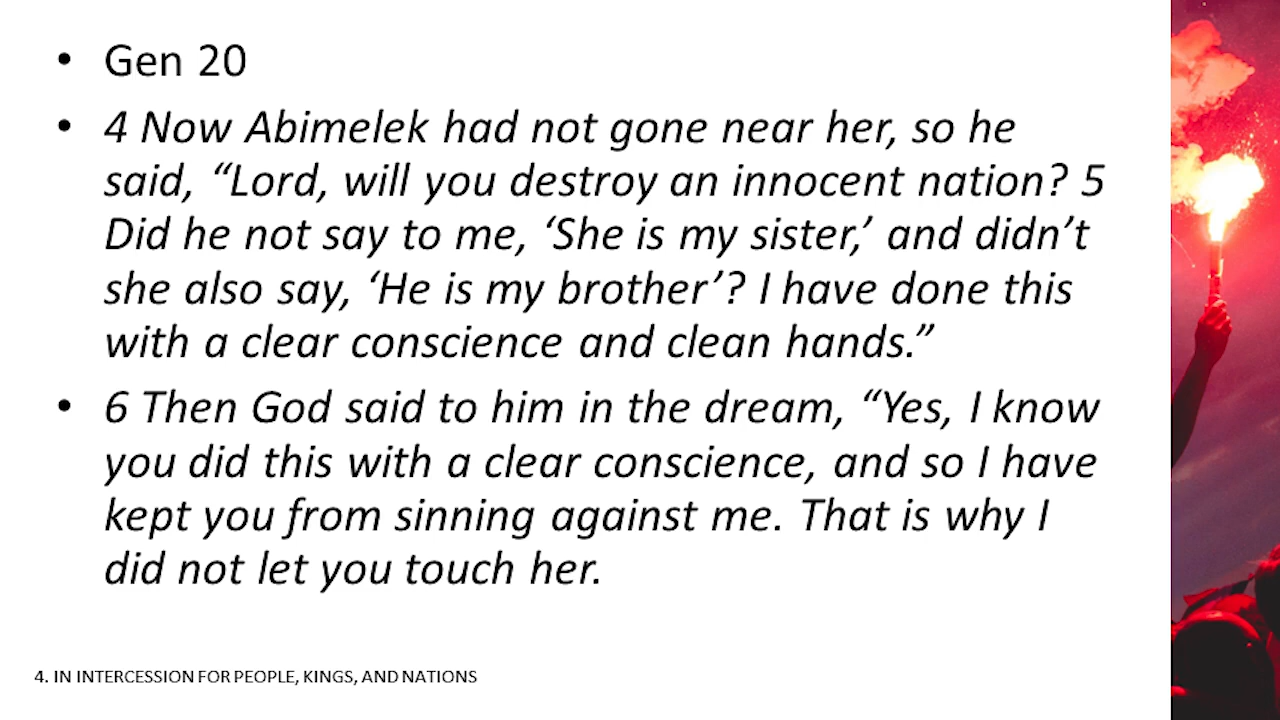 • Gen 20
• 4 Now Abimelek had not gone near her, so he
said, “Lord, will you destroy an innocent nation? 5
Did he not say to me, ‘She is my sister,’ and didn’t
she also say, ‘He is my brother’? I have done this
with a clear conscience and clean hands.”
• 6 Then God said to him in the dream, “Yes, I know
you did this with a clear conscience, and so I have
kept you from sinning against me. That is why I
did not let you touch her.
4. IN INTERCESSION FOR PEOPLE, KINGS, AND NATIONS